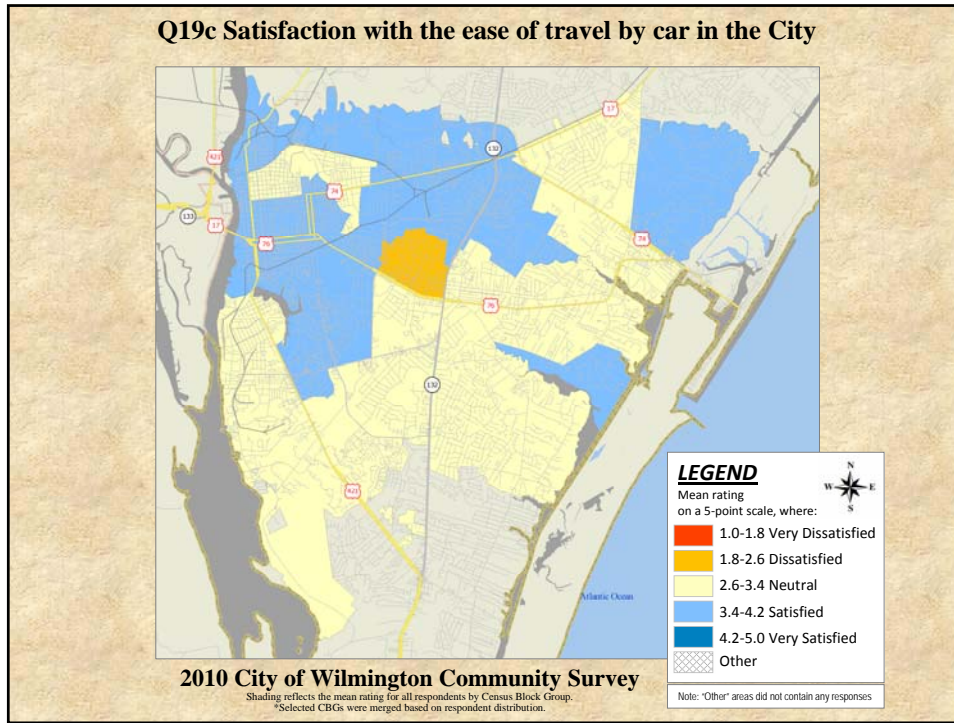 Q19c Satisfaction with the ease of travel by car in the City
17
132
421
74
133
17
76
74
76
132
421
Atlantic Ocean
LEGEND
N
W E
S
Mean rating
on a 5-point scale, where:
1.0-1.8 Very Dissatisfied
1.8-2.6 Dissatisfied
2.6-3.4 Neutral
3.4-4.2 Satisfied
4.2-5.0 Very Satisfied
Other
Note: "Other" areas did not contain any responses
2010 City of Wilmington Community Survey
Shading reflects the mean rating for all respondents by Census Block Group.
*Selected CBGs were merged based on respondent distribution.